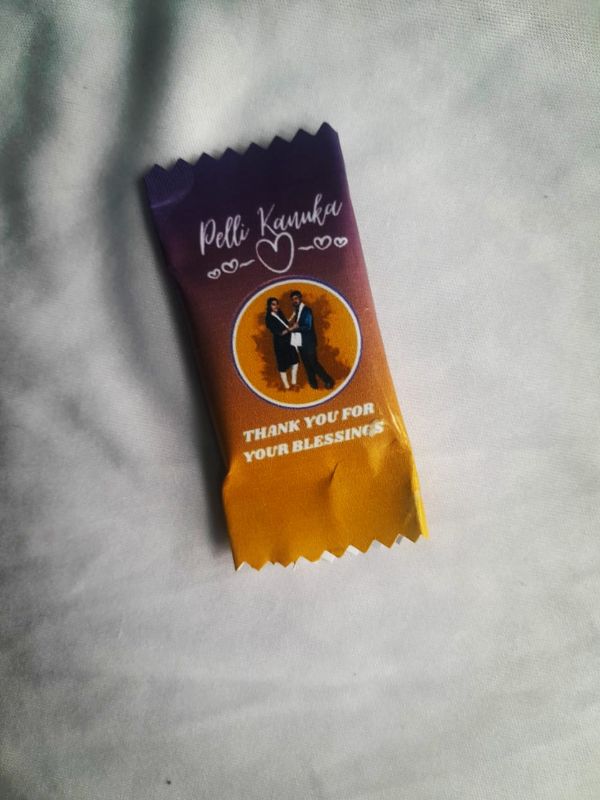 Pelli Kanuka
THANK YOU FOR
YOUR BLESSINGS